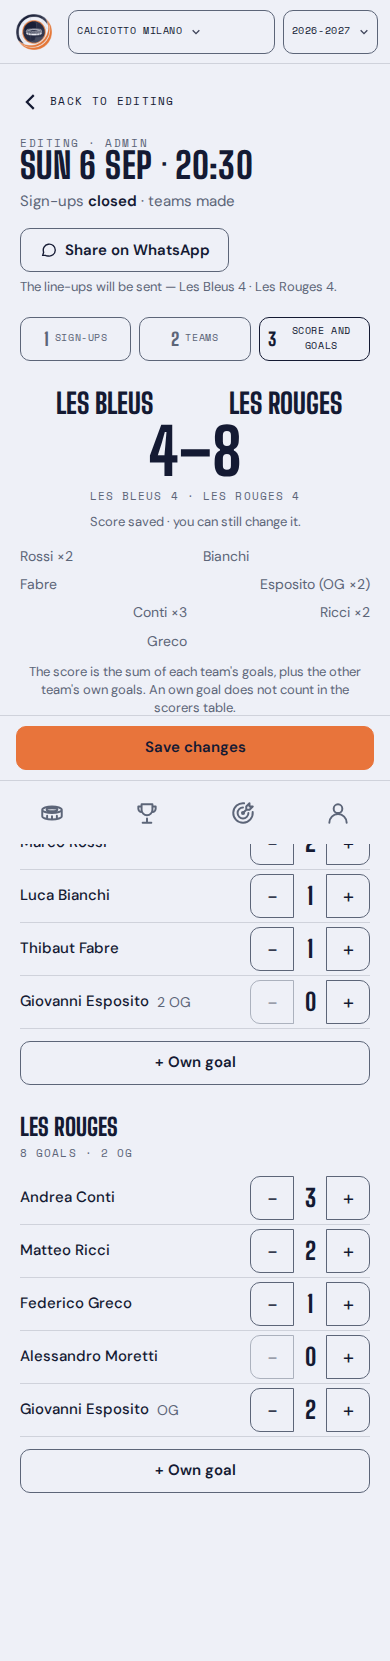 CALCIOTTO MILANO
2026-2027
BACK TO EDITING
EDITING · ADMIN
SUN 6 SEP · 20:30
Sign-ups closed · teams made
Share on WhatsApp
The line-ups will be sent — Les Bleus 4 · Les Rouges 4.
1 SIGN-UPS
2 TEAMS
3 SCORE AND GOALS
LES BLEUS LES ROUGES
4–8
LES BLEUS 4 · LES ROUGES 4
Score saved · you can still change it.
Rossi ×2 Bianchi
Fabre Esposito (OG ×2)
Conti ×3 Ricci ×2
Greco
The score is the sum of each team's goals, plus the other
team's own goals. An own goal does not count in the
scorers table.
Save changes
Marco Rossi − 2 +
Luca Bianchi − 1 +
Thibaut Fabre − 1 +
Giovanni Esposito 2 OG − 0 +
+ Own goal
LES ROUGES
8 GOALS · 2 OG
Andrea Conti − 3 +
Matteo Ricci − 2 +
Federico Greco − 1 +
Alessandro Moretti − 0 +
Giovanni Esposito OG − 2 +
+ Own goal